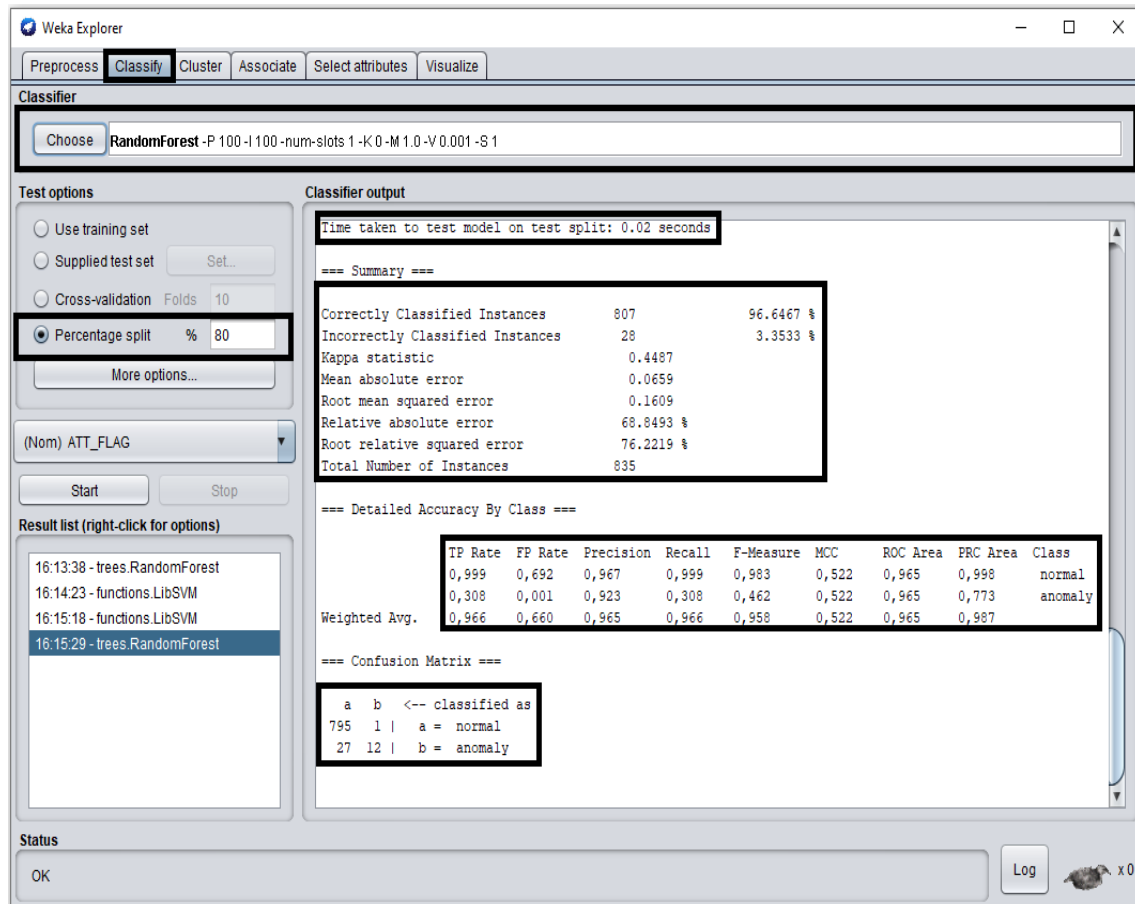 Weka Explorer
Preprocess Classify Cluster Associate Select attributes Visualize
Classifier
Choose RandomForest -P 100 -I 100 -num-slots 1 -K 0 -M 1.0 -V 0.001 -S 1
Test options
Use training set
Supplied test set Set...
Cross-validation Folds 10
Percentage split % 80
More options...
(Nom) ATT_FLAG
Start Stop
Result list (right-click for options)
16:13:38 - trees.RandomForest
16:14:23 - functions.LibSVM
16:15:18 - functions.LibSVM
16:15:29 - trees.RandomForest
Classifier output
Time taken to test model on test split: 0.02 seconds
=== Summary ===
Correctly Classified Instances 807 96.6467 %
Incorrectly Classified Instances 28 3.3533 %
Kappa statistic 0.4487
Mean absolute error 0.0659
Root mean squared error 0.1609
Relative absolute error 68.8493 %
Root relative squared error 76.2219 %
Total Number of Instances 835
=== Detailed Accuracy By Class ===
TP Rate FP Rate Precision Recall F-Measure MCC ROC Area PRC Area Class
0,999 0,692 0,967 0,999 0,983 0,522 0,965 0,998 normal
0,308 0,001 0,923 0,308 0,462 0,522 0,965 0,773 anomaly
Weighted Avg. 0,966 0,660 0,965 0,966 0,958 0,522 0,965 0,987
=== Confusion Matrix ===
a b <-- classified as
795 1 | a = normal
27 12 | b = anomaly
Status
OK
Log
x 0